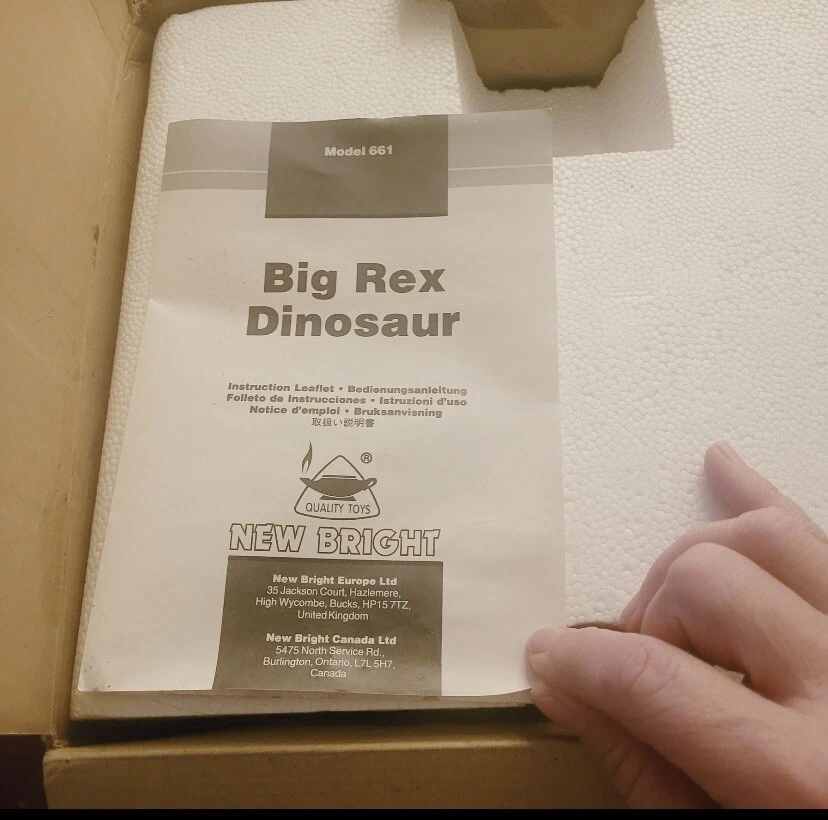 Model 661
Big Rex
Dinosaur
Instruction Leaflet • Bedienungsanleitung
Folleto de Instrucciones • Istruzioni d'uso
Notice d'emploi • Bruksanvisning
取扱い説明書
®
QUALITY TOYS
NEW BRIGHT
New Bright Europe Ltd
35 Jackson Court, Hazlemere,
High Wycombe, Bucks, HP15 7TZ,
United Kingdom
New Bright Canada Ltd
5475 North Service Rd.,
Burlington, Ontario, L7L 5H7,
Canada